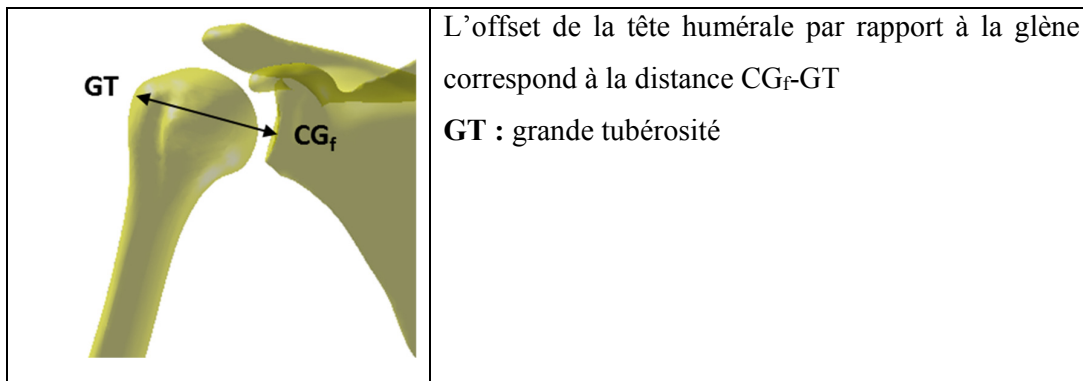 L’offset de la tête humérale par rapport à la glène
correspond à la distance CGf-GT
GT : grande tubérosité
GT
CGf